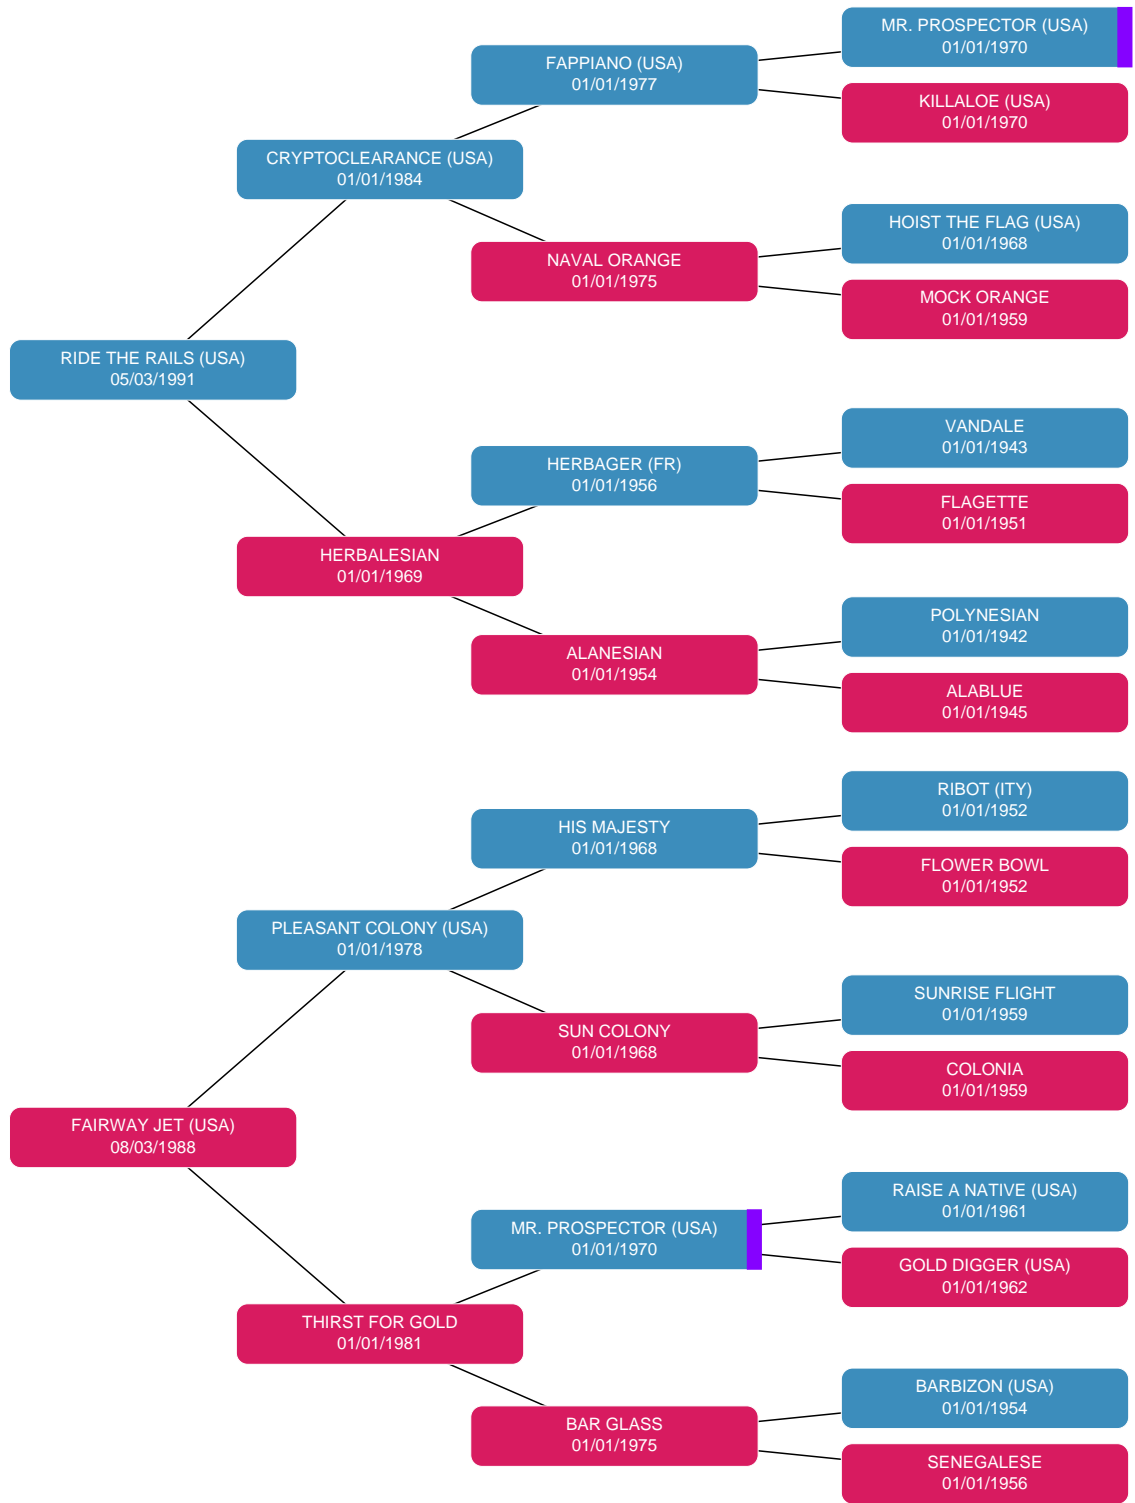 MR. PROSPECTOR (USA)
01/01/1970
FAPPIANO (USA)
01/01/1977
KILLALOE (USA)
01/01/1970
CRYPTOCLEARANCE (USA)
01/01/1984
HOIST THE FLAG (USA)
01/01/1968
NAVAL ORANGE
01/01/1975
MOCK ORANGE
01/01/1959
RIDE THE RAILS (USA)
05/03/1991
VANDALE
01/01/1943
HERBAGER (FR)
01/01/1956
FLAGETTE
01/01/1951
HERBALESIAN
01/01/1969
POLYNESIAN
01/01/1942
ALANESIAN
01/01/1954
ALABLUE
01/01/1945
RIBOT (ITY)
01/01/1952
HIS MAJESTY
01/01/1968
FLOWER BOWL
01/01/1952
PLEASANT COLONY (USA)
01/01/1978
SUNRISE FLIGHT
01/01/1959
SUN COLONY
01/01/1968
COLONIA
01/01/1959
FAIRWAY JET (USA)
08/03/1988
RAISE A NATIVE (USA)
01/01/1961
MR. PROSPECTOR (USA)
01/01/1970
GOLD DIGGER (USA)
01/01/1962
THIRST FOR GOLD
01/01/1981
BARBIZON (USA)
01/01/1954
BAR GLASS
01/01/1975
SENEGALESE
01/01/1956